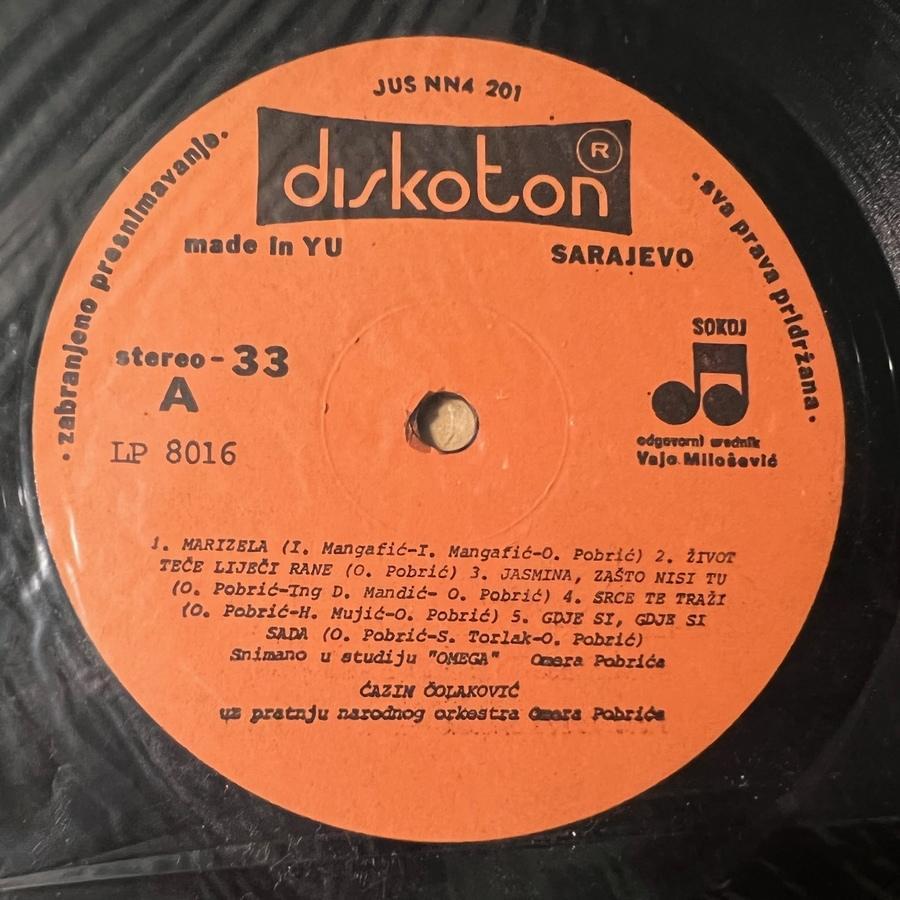 JUS NN4 201
diskoton ®
made in YU
SARAJEVO
• zabranjeno presnimavanje •
• sva prava pridržana •
stereo - 33
A
LP 8016
SOKOJ
odgovorni urednik
Vojo Milošević
1. MARIZELA (I. Mangafić-I. Mangafić-O. Pobrić) 2. ŽIVOT
TEČE LIJEČI RANE (O. Pobrić) 3. JASMINA, ZAŠTO NISI TU
(O. Pobrić-Ing D. Mandić- O. Pobrić) 4. SRCE TE TRAŽI
(O. Pobrić-H. Mujić-O. Pobrić) 5. GDJE SI, GDJE SI
SADA (O. Pobrić-S. Torlak-O. Pobrić)
Snimano u studiju "OMEGA" Omera Pobrića
ĆAZIM ČOLAKOVIĆ
uz pratnju narodnog orkestra Omera Pobrića